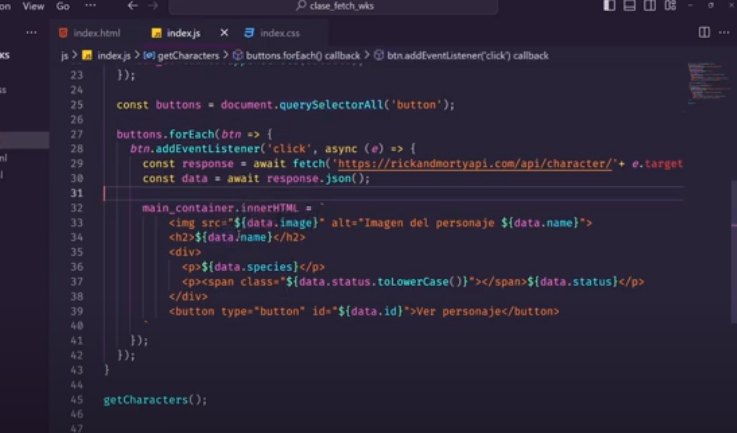 View Go ... clase_fetch_wks
index.html index.js index.css
js > index.js > getCharacters > buttons.forEach() callback > btn.addEventListener('click') callback
23 });
24
25 const buttons = document.querySelectorAll('button');
26
27 buttons.forEach(btn => {
28 btn.addEventListener('click', async (e) => {
29 const response = await fetch('https://rickandmortyapi.com/api/character/'+ e.target
30 const data = await response.json();
31
32 main_container.innerHTML = `
33 <img src="${data.image}" alt="Imagen del personaje ${data.name}">
34 <h2>${data.name}</h2>
35 <div>
36 <p>${data.species}</p>
37 <p><span class="${data.status.toLowerCase()}"></span>${data.status}</p>
38 </div>
39 <button type="button" id="${data.id}">Ver personaje</button>
40 `
41 });
42 });
43 }
44
45 getCharacters();
46
47